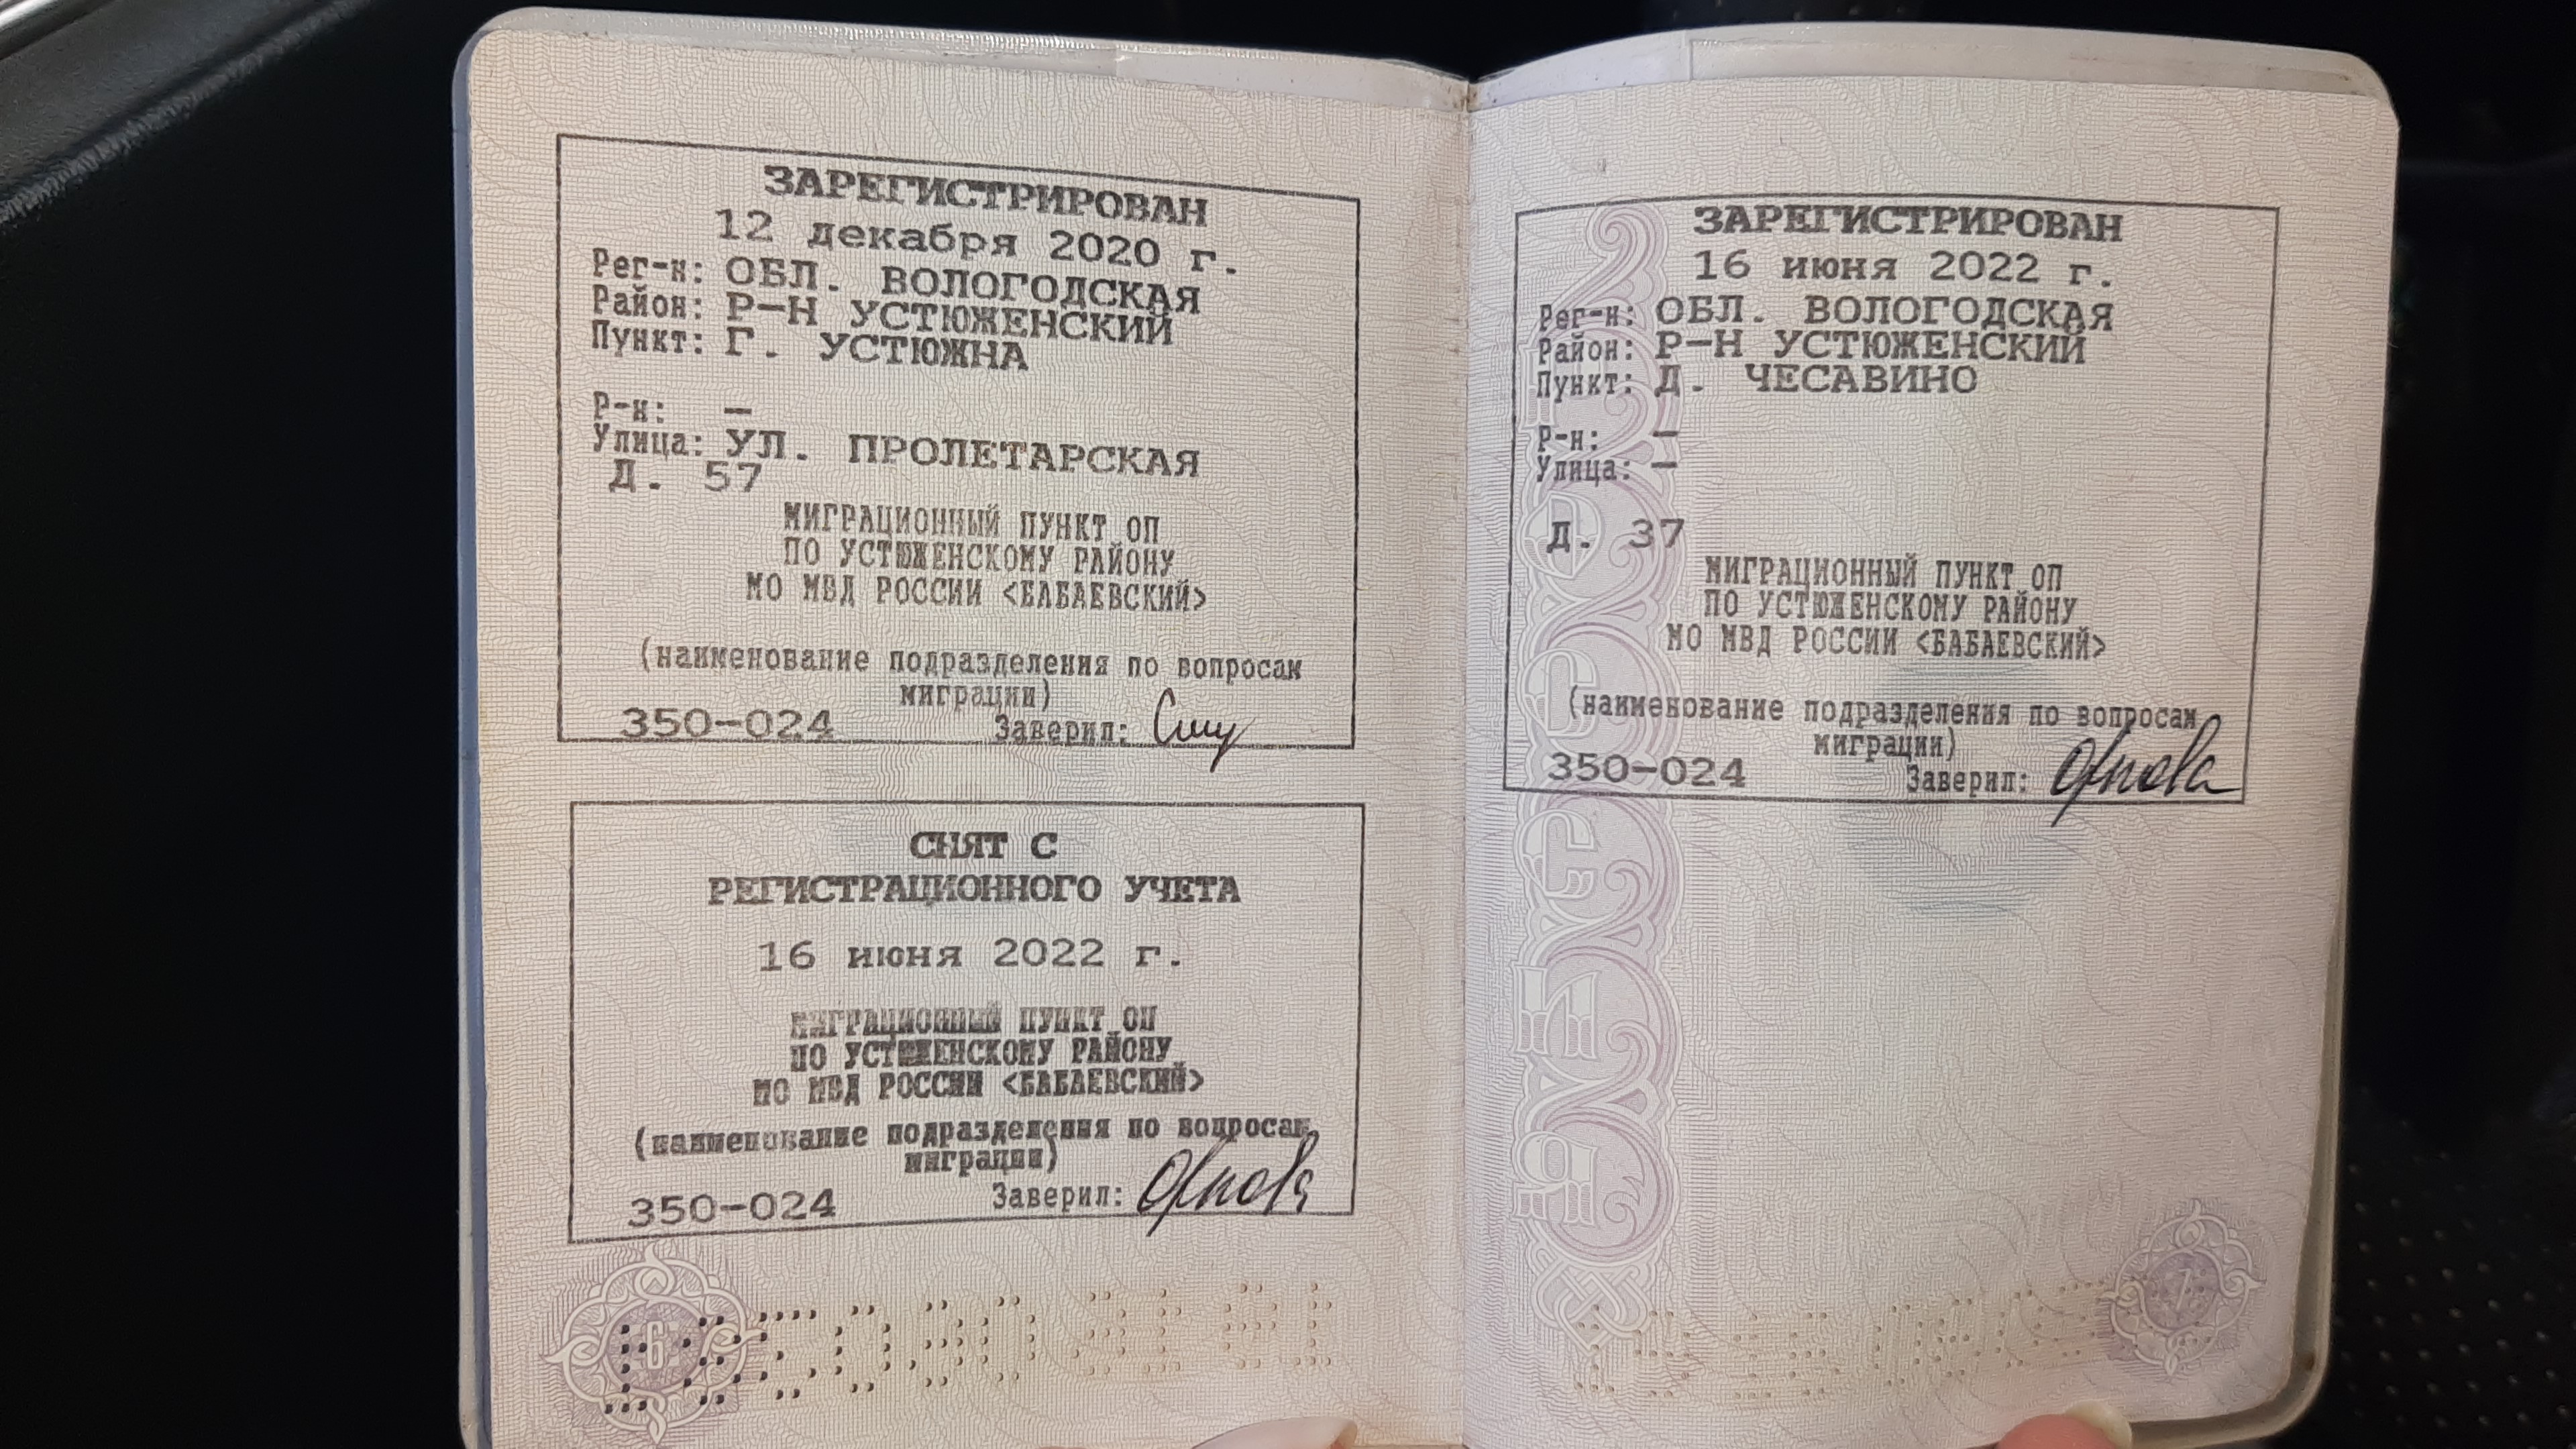 ЗАРЕГИСТРИРОВАН
12 декабря 2020 г.
Рег-н: ОБЛ. ВОЛОГОДСКАЯ
Район: Р-Н УСТЮЖЕНСКИЙ
Пункт: Г. УСТЮЖНА
Р-н: –
Улица: УЛ. ПРОЛЕТАРСКАЯ
Д. 57
МИГРАЦИОННЫЙ ПУНКТ ОП
ПО УСТЮЖЕНСКОМУ РАЙОНУ
МО МВД РОССИИ <БАБАЕВСКИЙ>
(наименование подразделения по вопросам
миграции)
350-024 Заверил:
СНЯТ С
РЕГИСТРАЦИОННОГО УЧЕТА
16 июня 2022 г.
МИГРАЦИОННЫЙ ПУНКТ ОП
ПО УСТЮЖЕНСКОМУ РАЙОНУ
МО МВД РОССИИ <БАБАЕВСКИЙ>
(наименование подразделения по вопросам
миграции)
350-024 Заверил:
6
ЗАРЕГИСТРИРОВАН
16 июня 2022 г.
Рег-н: ОБЛ. ВОЛОГОДСКАЯ
Район: Р-Н УСТЮЖЕНСКИЙ
Пункт: Д. ЧЕСАВИНО
Р-н: –
Улица: –
Д. 37
МИГРАЦИОННЫЙ ПУНКТ ОП
ПО УСТЮЖЕНСКОМУ РАЙОНУ
МО МВД РОССИИ <БАБАЕВСКИЙ>
(наименование подразделения по вопросам
миграции)
350-024 Заверил:
7